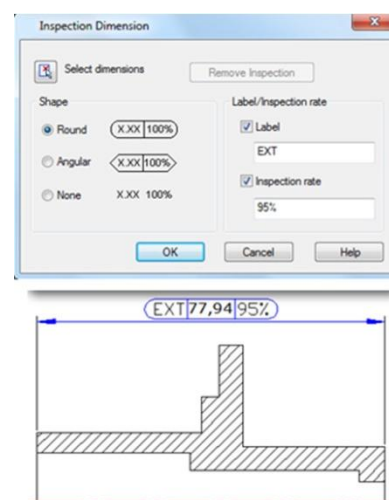 Inspection Dimension
Select dimensions Remove Inspection
Shape Label/Inspection rate
Round X.XX 100% Label
EXT
Angular X.XX 100%
Inspection rate
None X.XX 100%
95%
OK Cancel Help
EXT 77,94 95%